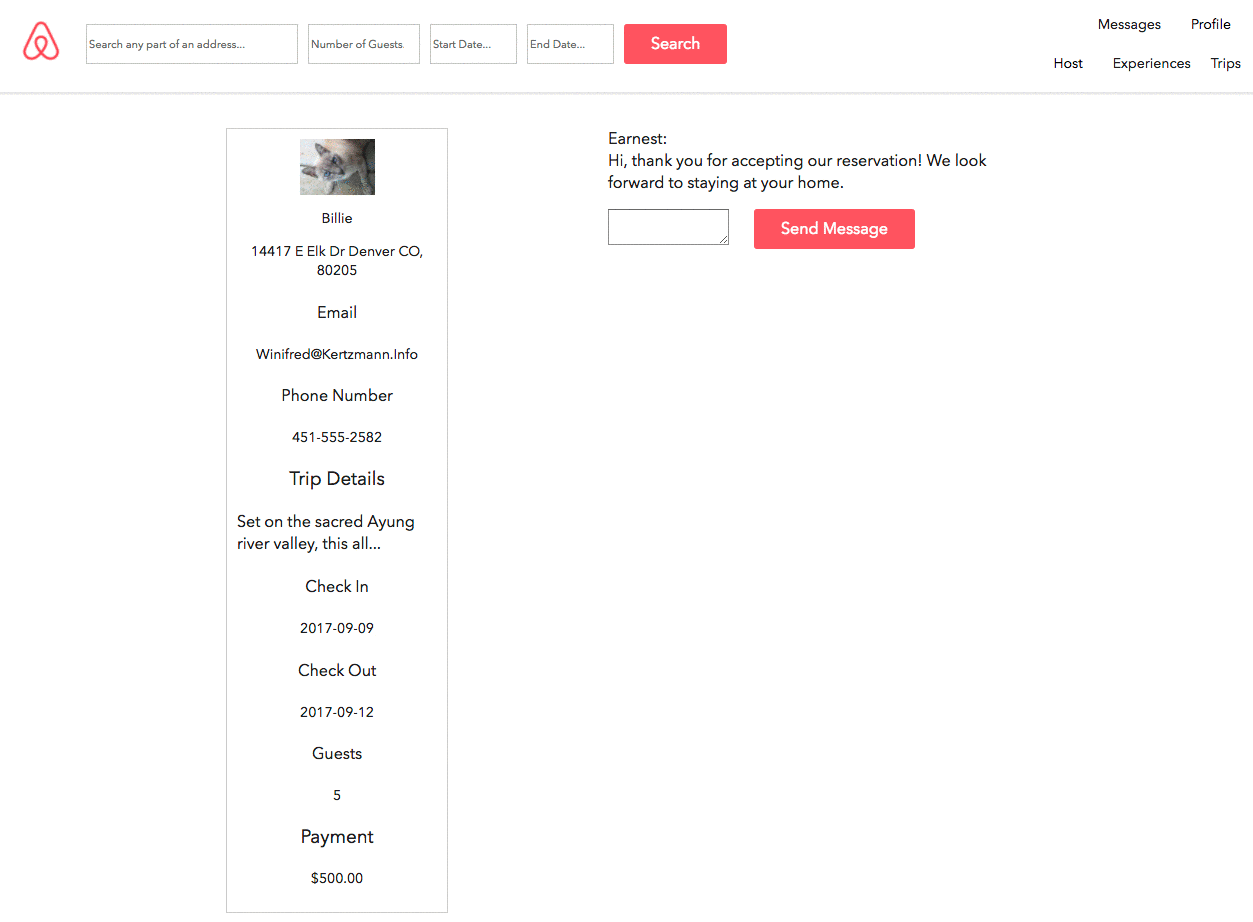 Search any part of an address...
Number of Guests
Start Date...
End Date...
Search
Messages
Profile
Host
Experiences
Trips
Billie
14417 E Elk Dr Denver CO,
80205
Email
Winifred@Kertzmann.Info
Phone Number
451-555-2582
Trip Details
Set on the sacred Ayung
river valley, this all...
Check In
2017-09-09
Check Out
2017-09-12
Guests
5
Payment
$500.00
Earnest:
Hi, thank you for accepting our reservation! We look
forward to staying at your home.
Send Message